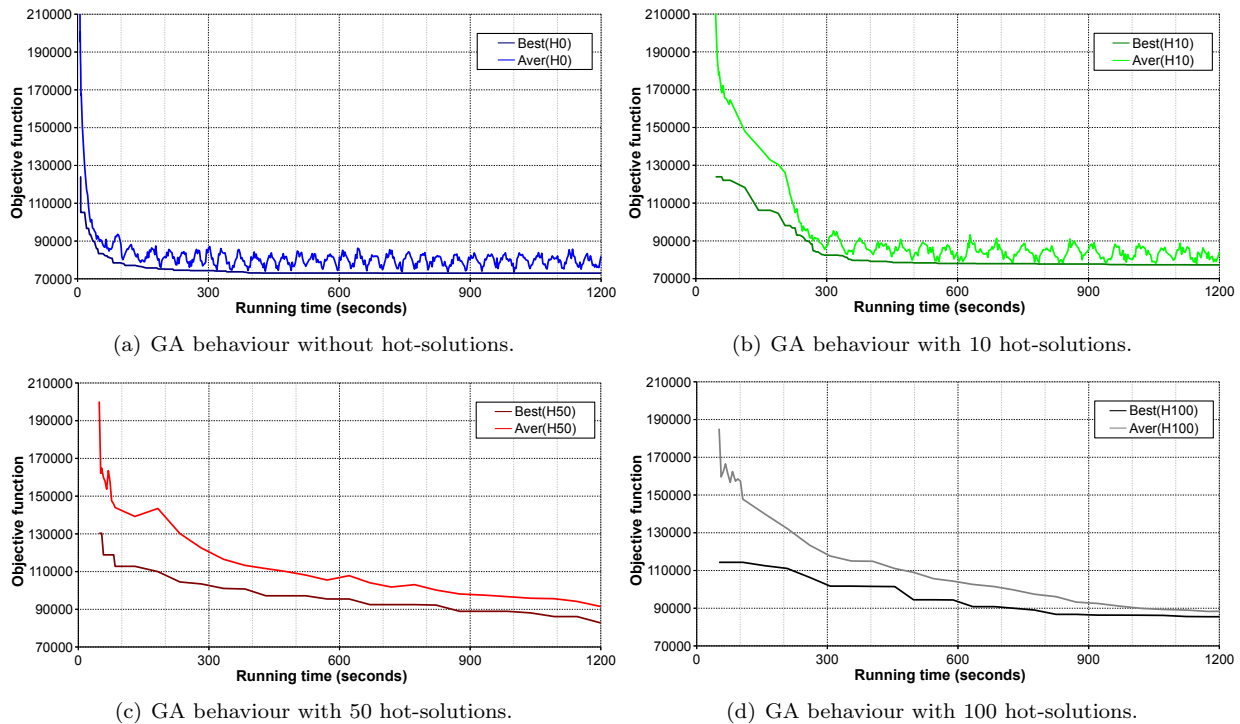 210000
190000
170000
150000
130000
110000
90000
70000
Objective function
Best(H0)
Aver(H0)
0
300
600
900
1200
Running time (seconds)
(a) GA behaviour without hot-solutions.
210000
190000
170000
150000
130000
110000
90000
70000
Objective function
Best(H10)
Aver(H10)
0
300
600
900
1200
Running time (seconds)
(b) GA behaviour with 10 hot-solutions.
210000
190000
170000
150000
130000
110000
90000
70000
Objective function
Best(H50)
Aver(H50)
0
300
600
900
1200
Running time (seconds)
(c) GA behaviour with 50 hot-solutions.
210000
190000
170000
150000
130000
110000
90000
70000
Objective function
Best(H100)
Aver(H100)
0
300
600
900
1200
Running time (seconds)
(d) GA behaviour with 100 hot-solutions.